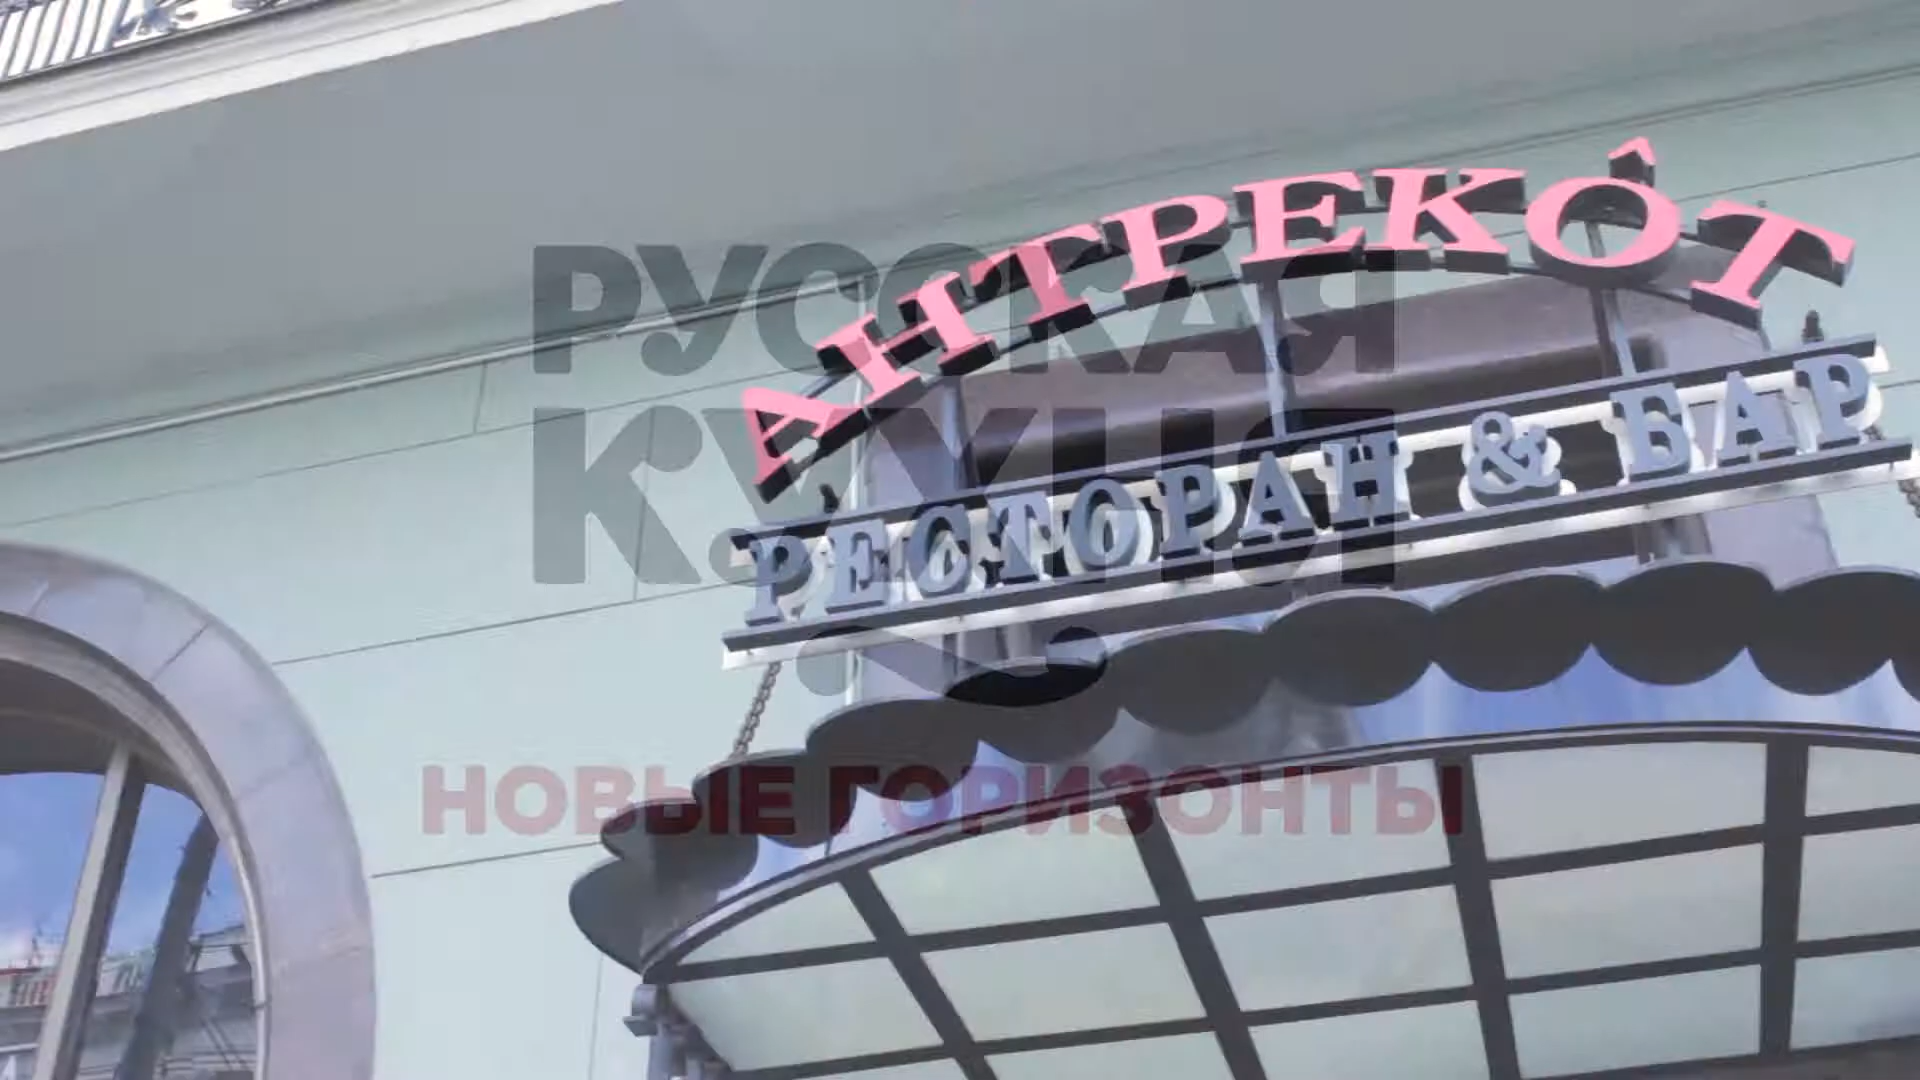 АНТРЕКÔТ
РЕСТОРАН & БАР
РУССКАЯ
КУХНЯ
НОВЫЕ ГОРИЗОНТЫ